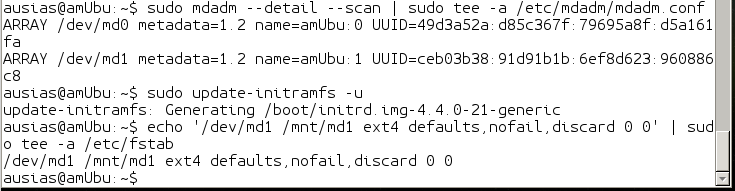 ausias@amUbu:~$ sudo mdadm --detail --scan | sudo tee -a /etc/mdadm/mdadm.conf
ARRAY /dev/md0 metadata=1.2 name=amUbu:0 UUID=49d3a52a:d85c367f:79695a8f:d5a161
fa
ARRAY /dev/md1 metadata=1.2 name=amUbu:1 UUID=ceb03b38:91d91b1b:6ef8d623:960886
c8
ausias@amUbu:~$ sudo update-initramfs -u
update-initramfs: Generating /boot/initrd.img-4.4.0-21-generic
ausias@amUbu:~$ echo '/dev/md1 /mnt/md1 ext4 defaults,nofail,discard 0 0' | sud
o tee -a /etc/fstab
/dev/md1 /mnt/md1 ext4 defaults,nofail,discard 0 0
ausias@amUbu:~$